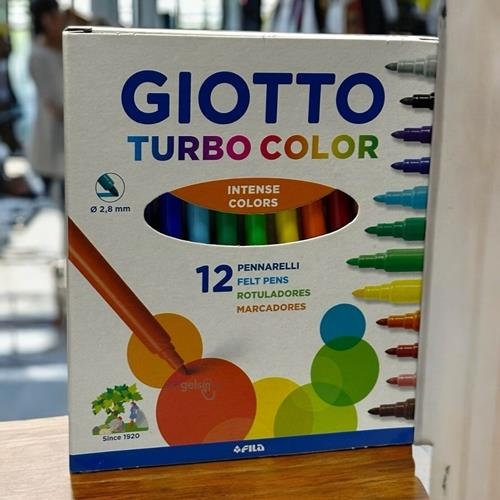 GIOTTO
TURBO COLOR
INTENSE
COLORS
Ø 2,8 mm
12 PENNARELLI
FELT PENS
ROTULADORES
MARCADORES
gelsin
Since 1920
FILA